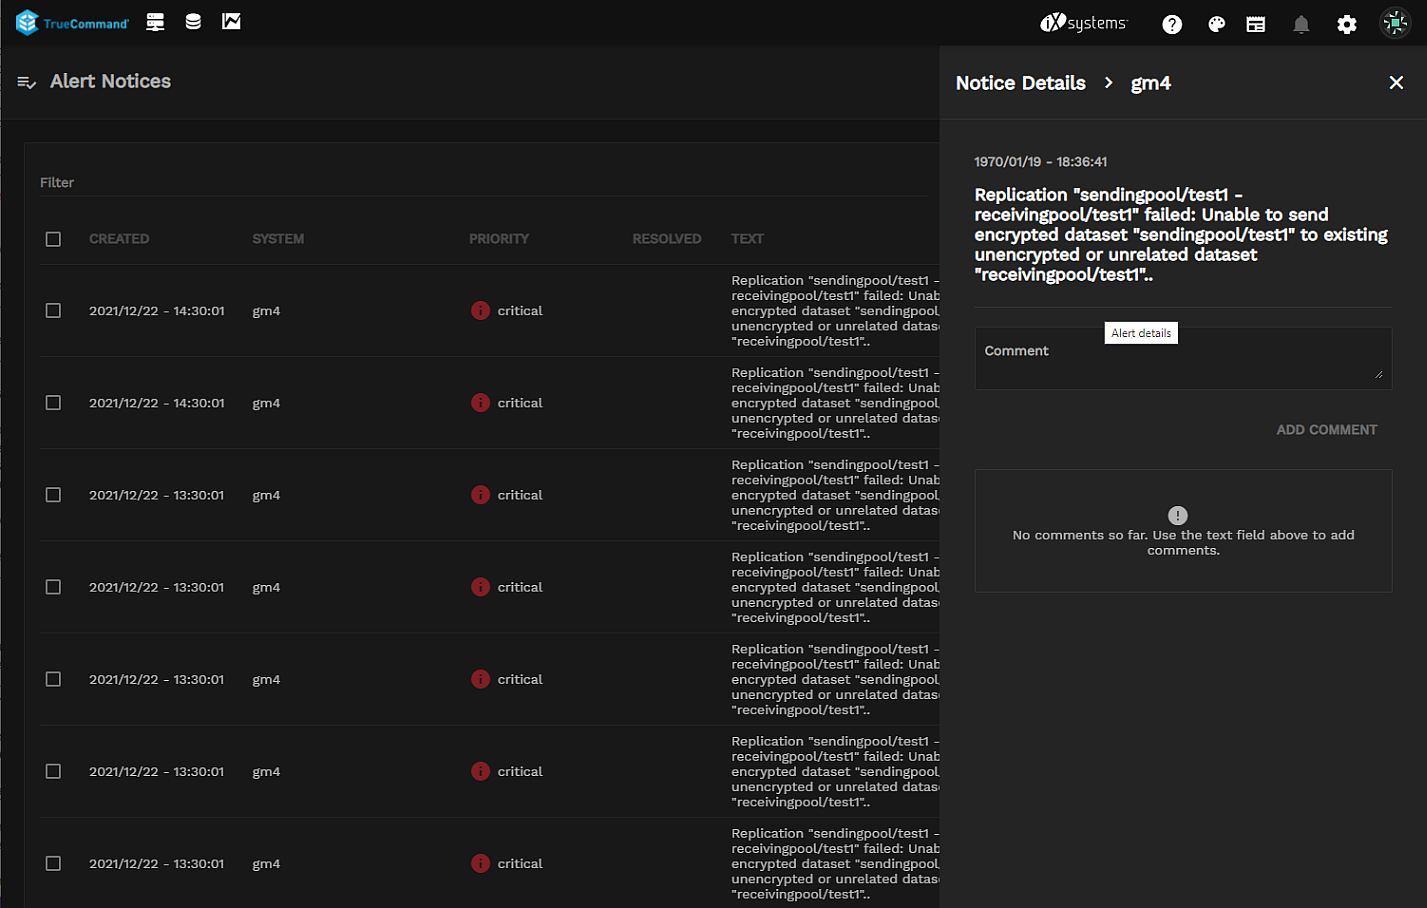 TrueCommand
iXsystems
Alert Notices
Filter
CREATED SYSTEM PRIORITY RESOLVED TEXT
2021/12/22 - 14:30:01 gm4 critical
Replication "sendingpool/test1 -
receivingpool/test1" failed: Unab
encrypted dataset "sendingpool,
unencrypted or unrelated datas
"receivingpool/test1"..
2021/12/22 - 14:30:01 gm4 critical
Replication "sendingpool/test1 -
receivingpool/test1" failed: Unab
encrypted dataset "sendingpool,
unencrypted or unrelated datas
"receivingpool/test1"..
2021/12/22 - 13:30:01 gm4 critical
Replication "sendingpool/test1 -
receivingpool/test1" failed: Unab
encrypted dataset "sendingpool,
unencrypted or unrelated datas
"receivingpool/test1"..
2021/12/22 - 13:30:01 gm4 critical
Replication "sendingpool/test1 -
receivingpool/test1" failed: Unab
encrypted dataset "sendingpool,
unencrypted or unrelated datas
"receivingpool/test1"..
2021/12/22 - 13:30:01 gm4 critical
Replication "sendingpool/test1 -
receivingpool/test1" failed: Unab
encrypted dataset "sendingpool,
unencrypted or unrelated datas
"receivingpool/test1"..
2021/12/22 - 13:30:01 gm4 critical
Replication "sendingpool/test1 -
receivingpool/test1" failed: Unab
encrypted dataset "sendingpool,
unencrypted or unrelated datas
"receivingpool/test1"..
2021/12/22 - 13:30:01 gm4 critical
Replication "sendingpool/test1 -
receivingpool/test1" failed: Unab
encrypted dataset "sendingpool,
unencrypted or unrelated datas
"receivingpool/test1"..
Notice Details > gm4
1970/01/19 - 18:36:41
Replication "sendingpool/test1 -
receivingpool/test1" failed: Unable to send
encrypted dataset "sendingpool/test1" to existing
unencrypted or unrelated dataset
"receivingpool/test1"..
Alert details
Comment
ADD COMMENT
No comments so far. Use the text field above to add
comments.